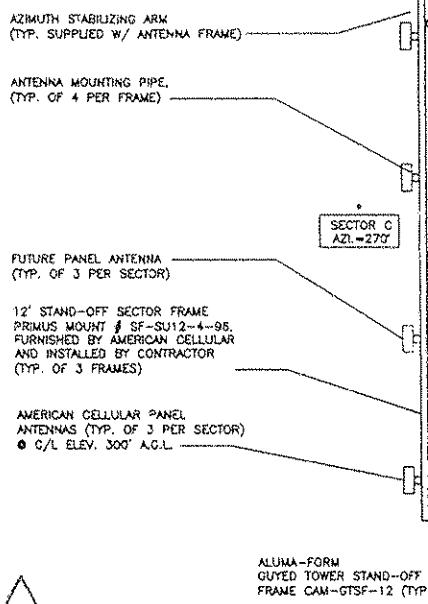 AZIMUTH STABILIZING ARM
(TYP. SUPPLIED W/ ANTENNA FRAME)
ANTENNA MOUNTING PIPE,
(TYP. OF 4 PER FRAME)
SECTOR C
AZI.=270°
FUTURE PANEL ANTENNA
(TYP. OF 3 PER SECTOR)
12' STAND-OFF SECTOR FRAME
PRIMUS MOUNT # SF-SU12-4-96,
FURNISHED BY AMERICAN CELLULAR
AND INSTALLED BY CONTRACTOR
(TYP. OF 3 FRAMES)
AMERICAN CELLULAR PANEL
ANTENNAS (TYP. OF 3 PER SECTOR)
@ C/L ELEV. 300' A.G.L.
ALUMA-FORM
GUYED TOWER STAND-OFF
FRAME CAM-GTSF-12 (TYP